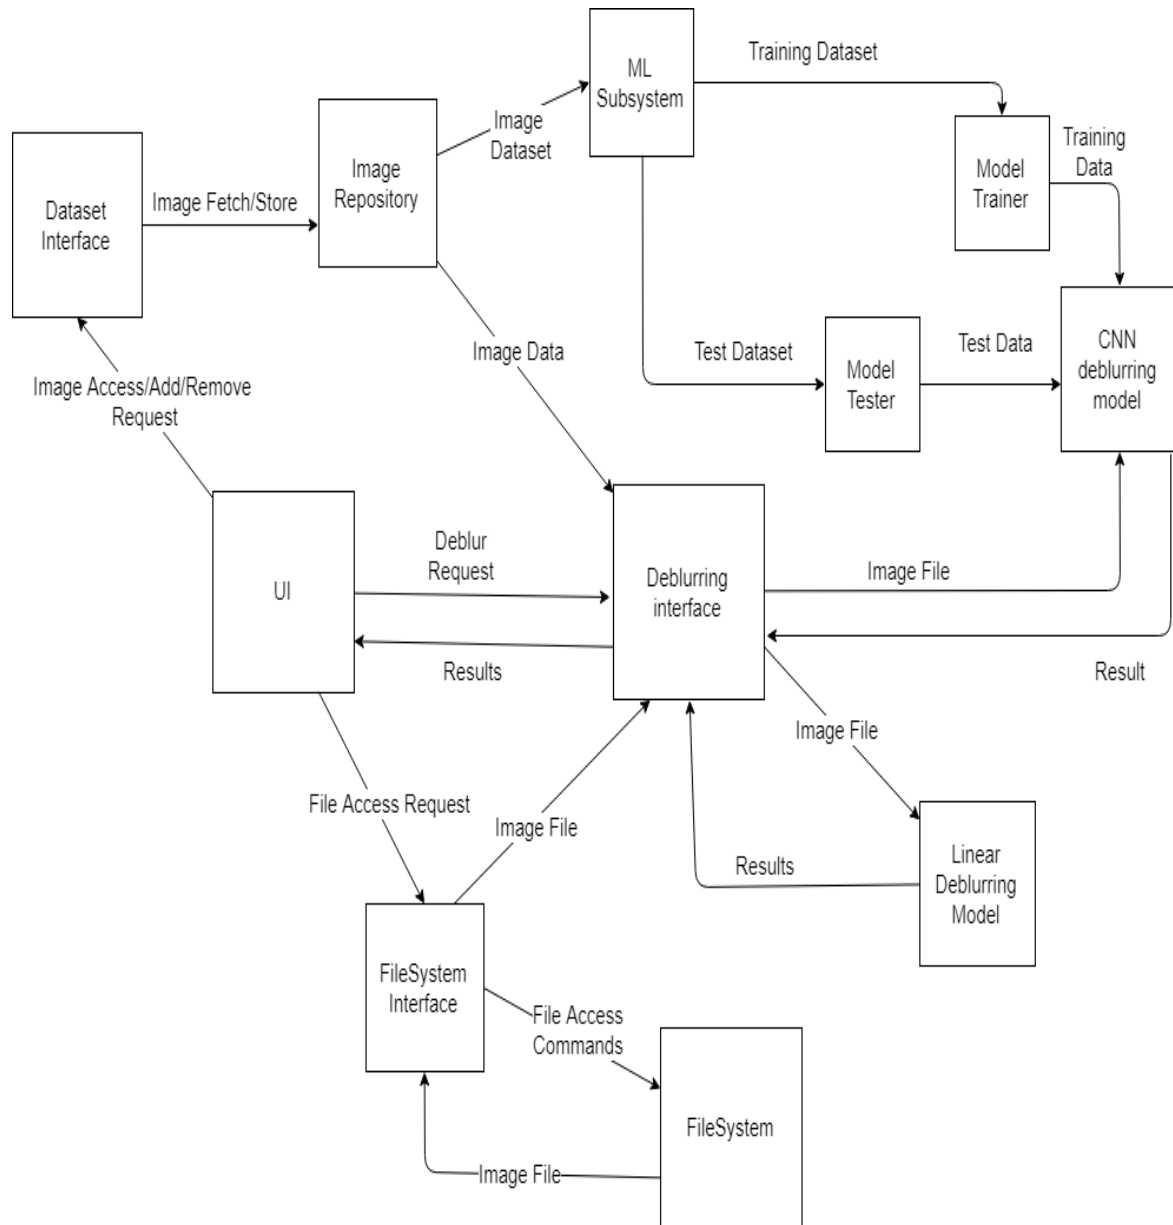 ML
Subsystem
Training Dataset
Image
Dataset
Model
Trainer
Training
Data
Image
Repository
Dataset
Interface
Image Fetch/Store
Image Data
Test Dataset
Model
Tester
Test Data
CNN
deblurring
model
Image Access/Add/Remove
Request
UI
Deblur
Request
Deblurring
interface
Image File
Results
Result
Image File
File Access Request
Image File
Results
Linear
Deblurring
Model
FileSystem
Interface
File Access
Commands
FileSystem
Image File